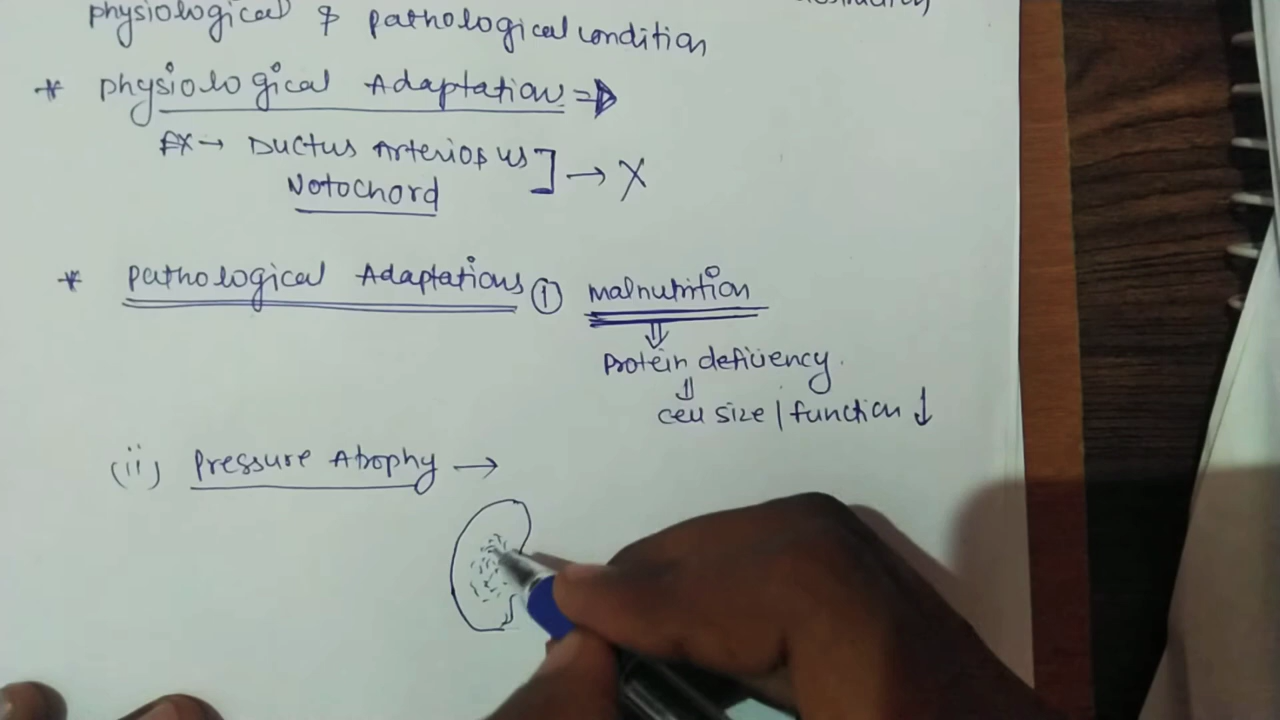 physiological & pathological condition
* Physiological Adaptation ⇒
EX → Ductus Arteriosus ] → X
Notochord
* Pathological Adaptations ① malnutrition
⇓
Protein deficiency.
⇓
cell size | function ↓
(ii) Pressure Atrophy →